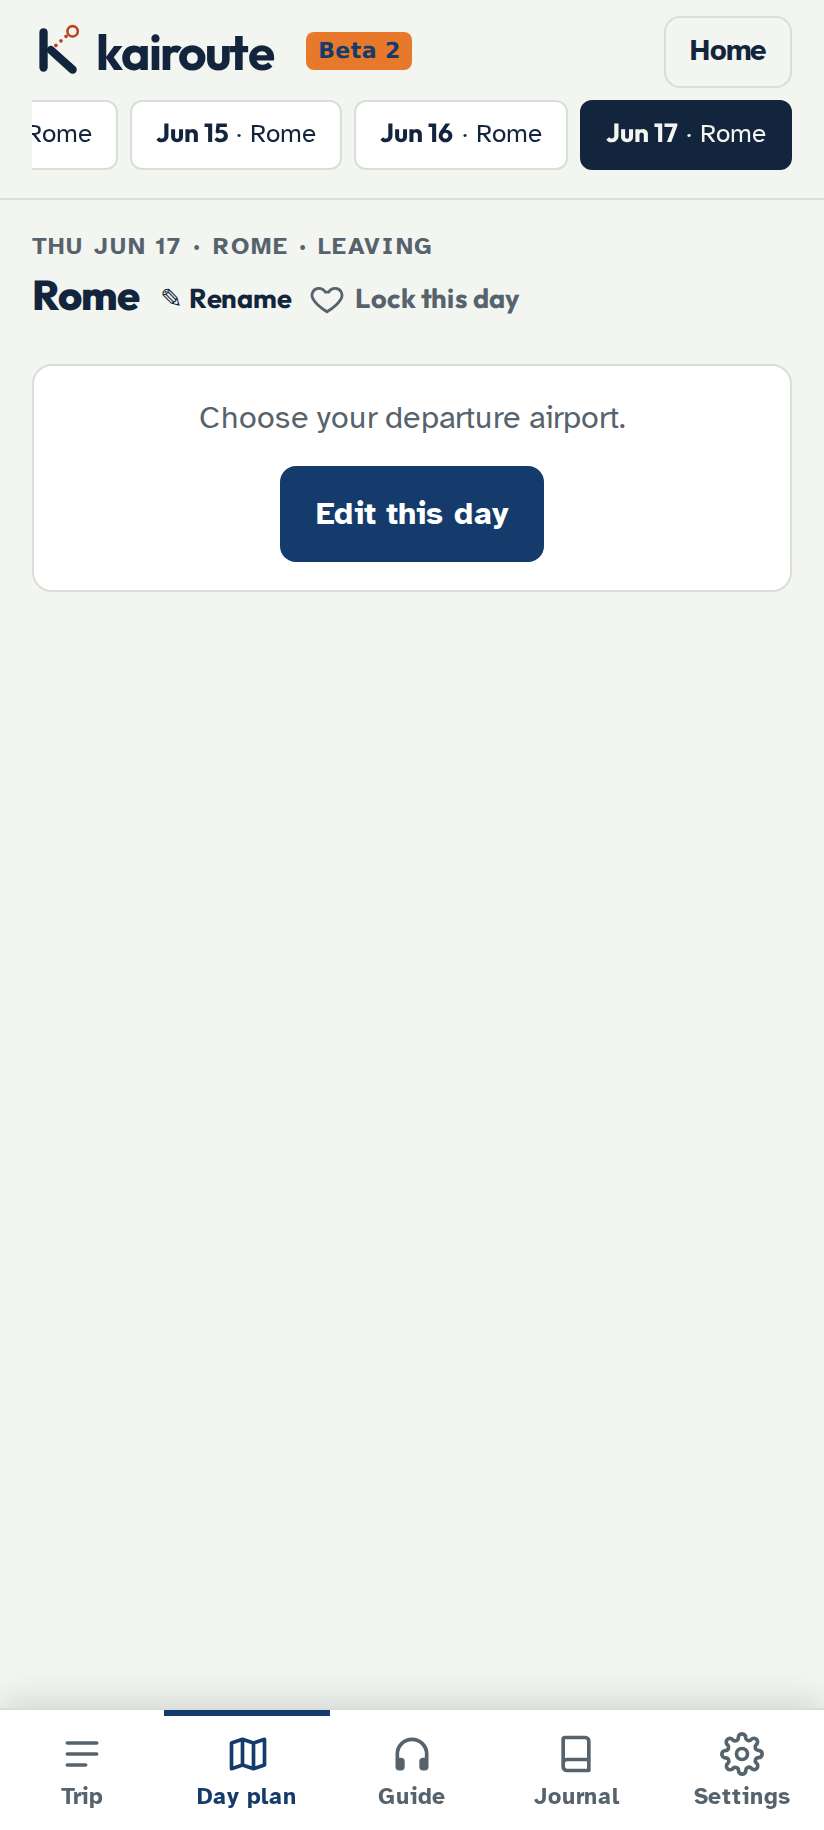 kairoute Beta 2 Home
Rome Jun 15 · Rome Jun 16 · Rome Jun 17 · Rome
THU JUN 17 · ROME · LEAVING
Rome ✎ Rename Lock this day
Choose your departure airport.
Edit this day
Trip Day plan Guide Journal Settings